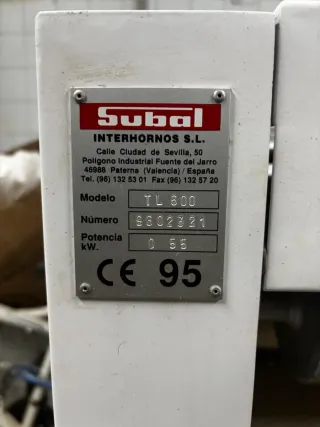 Subal
INTERHORNOS S.L.
Calle Ciudad de Sevilla, 50
Polígono Industrial Fuente del Jarro
46988 Paterna (Valencia) / España
Tel. (96) 132 53 01 Fax (96) 132 57 20
Modelo TL 600
Número 9602921
Potencia
kW. 0 55
CE 95